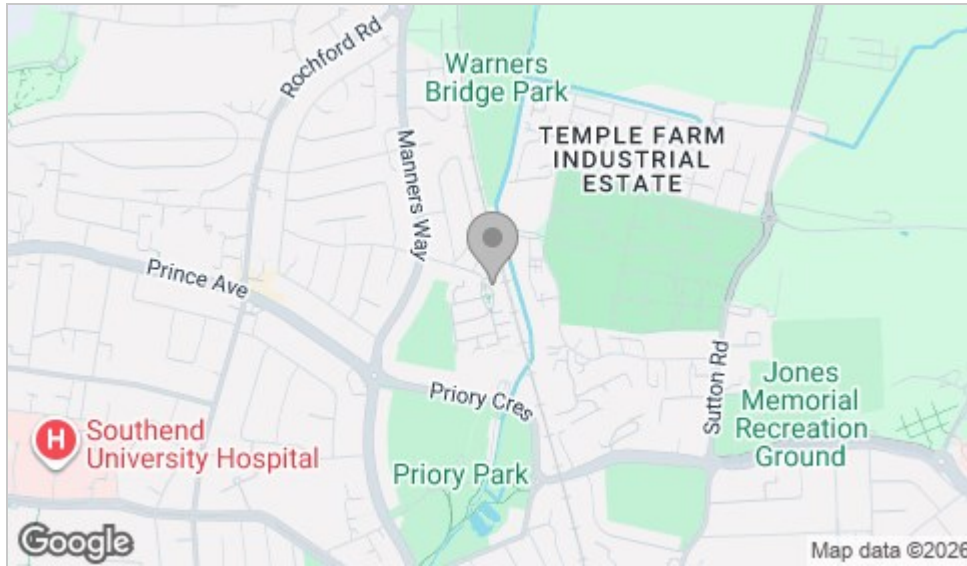 Rochford Rd
Warners
Bridge Park
TEMPLE FARM
INDUSTRIAL
ESTATE
Manners Way
Prince Ave
Sutton Rd
Jones
Memorial
Recreation
Ground
Priory Cres
H
Southend
University Hospital
Priory Park
Google
Map data ©2026